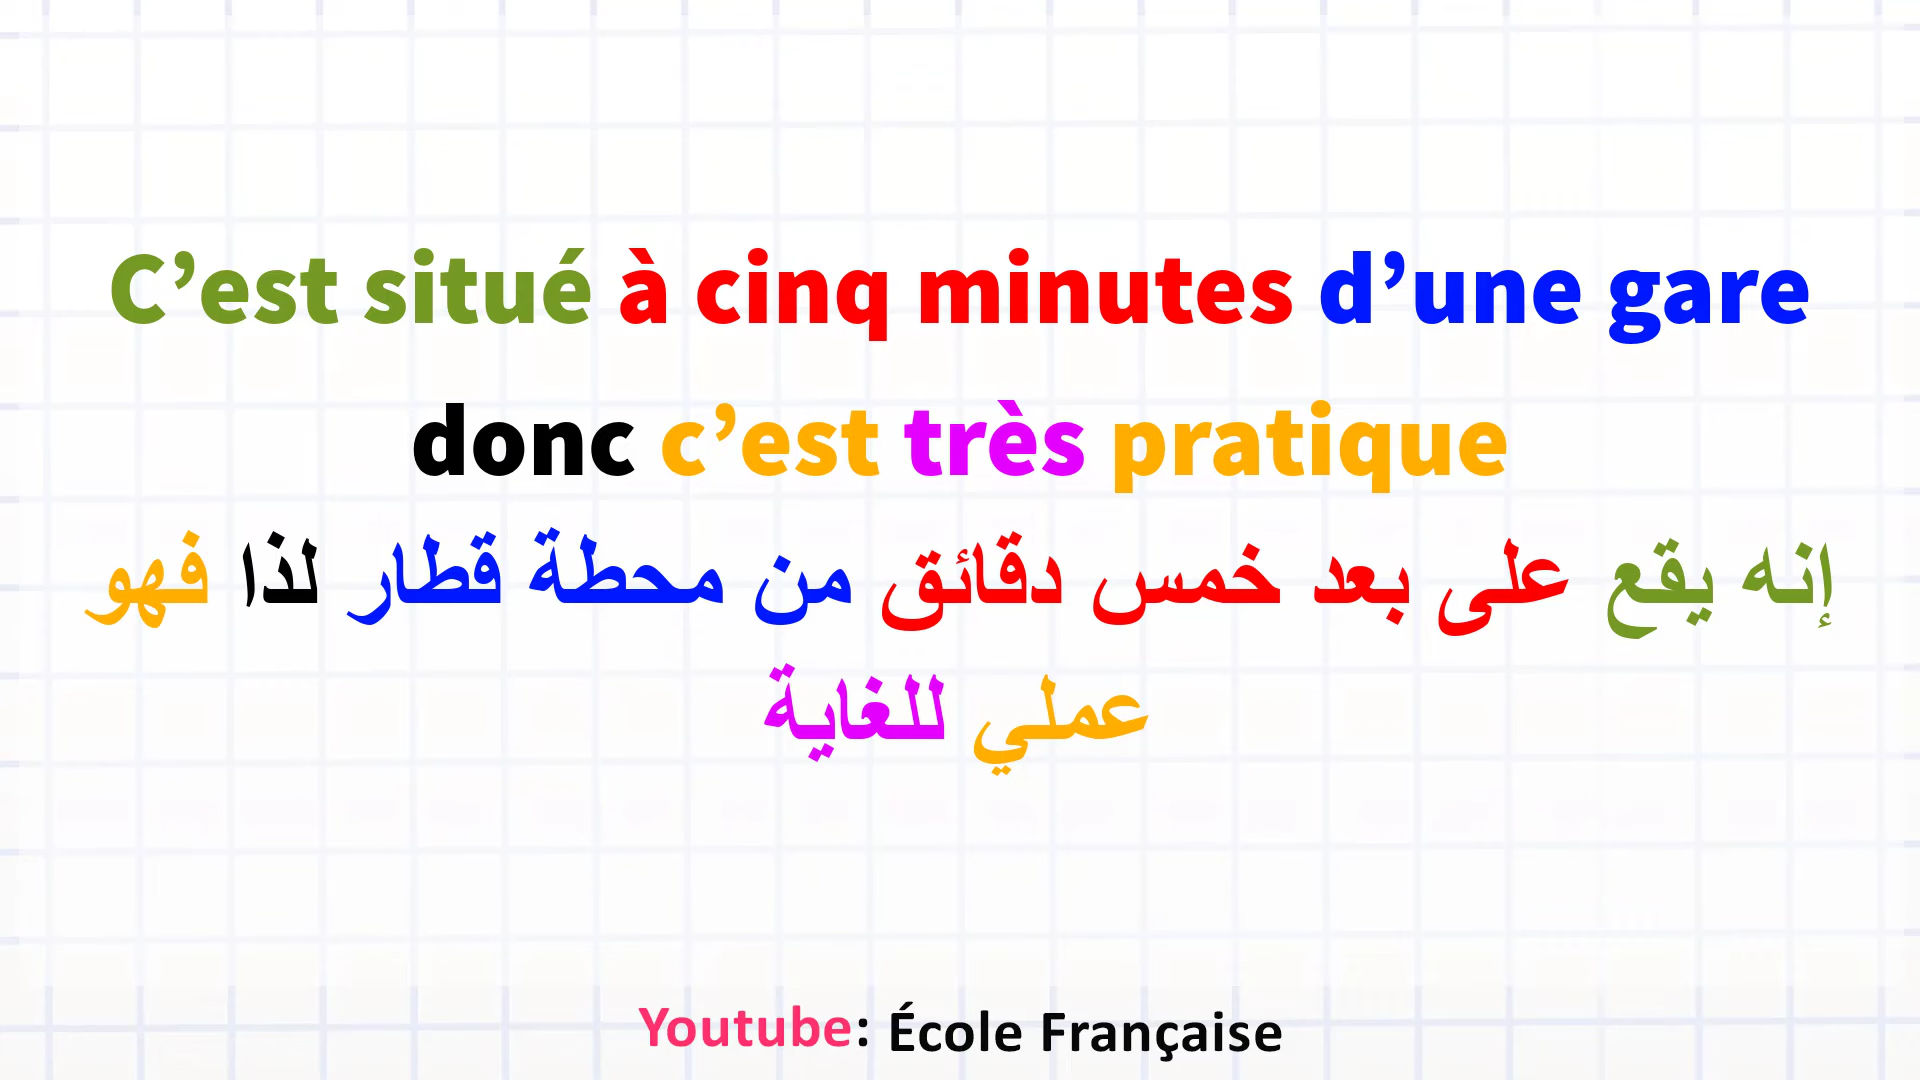 C’est situé à cinq minutes d’une gare
donc c’est très pratique
إنه يقع على بعد خمس دقائق من محطة قطار لذا فهو
عملي للغاية
Youtube: École Française